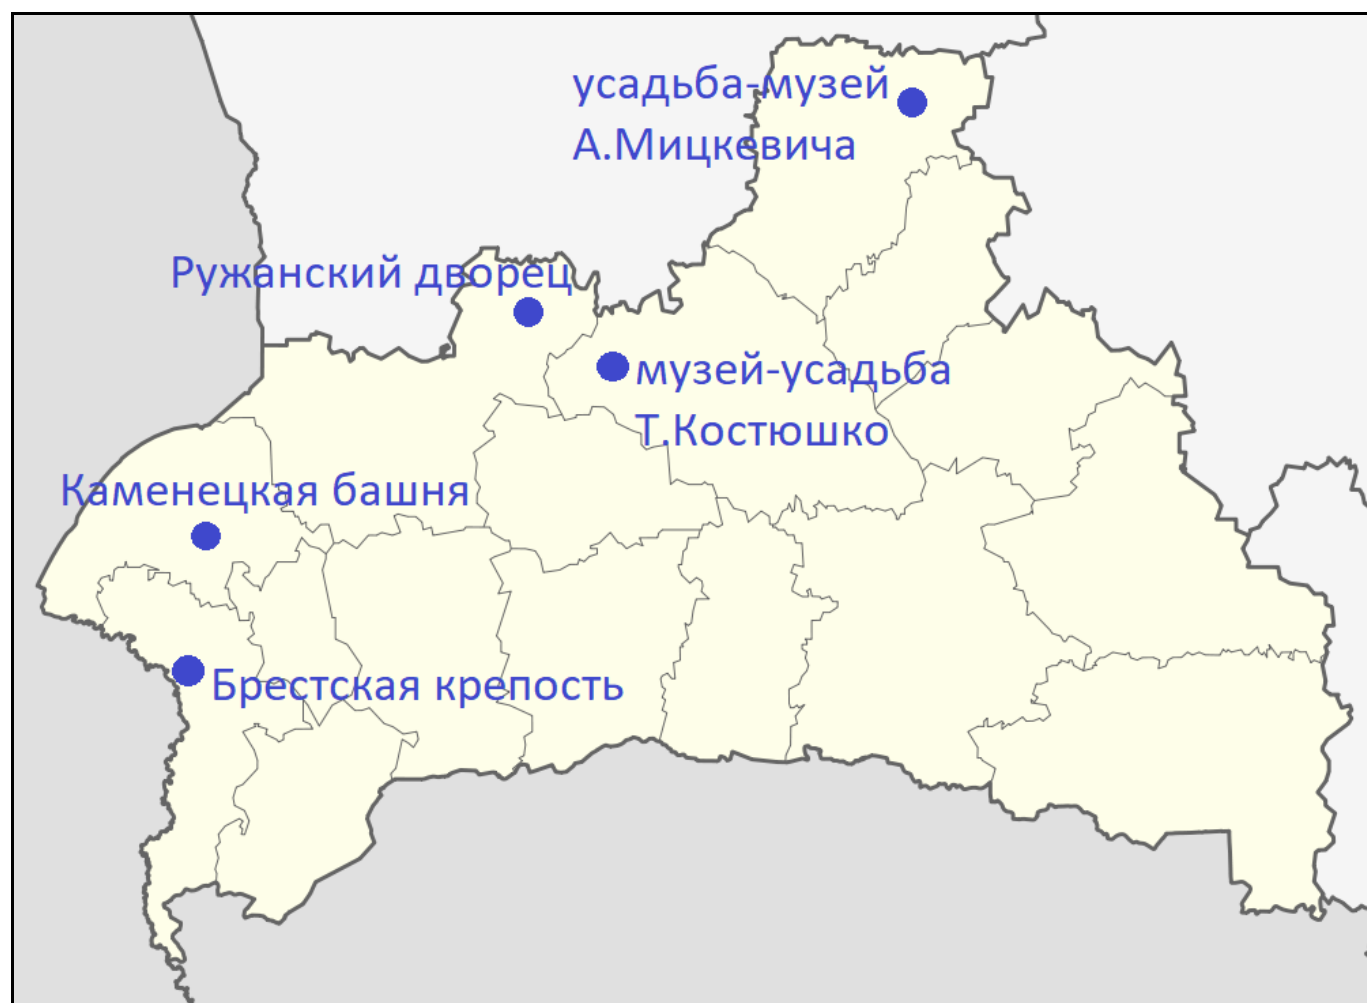 усадьба-музей
А.Мицкевича
Ружанский дворец
музей-усадьба
Т.Костюшко
Каменецкая башня
Брестская крепость